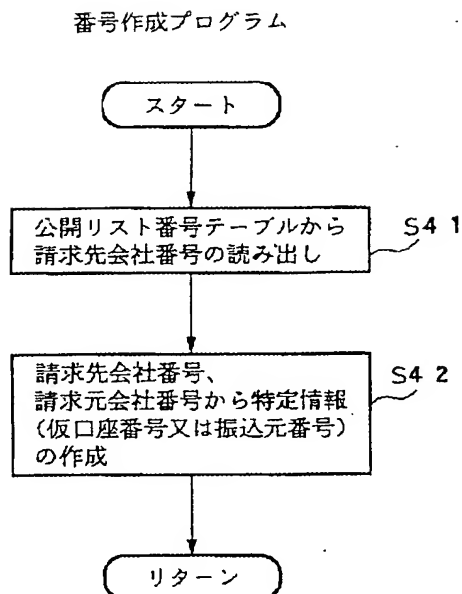 番号作成プログラム
スタート
公開リスト番号テーブルから
請求先会社番号の読み出し
S41
請求先会社番号、
請求元会社番号から特定情報
(仮口座番号又は振込元番号)
の作成
S42
リターン